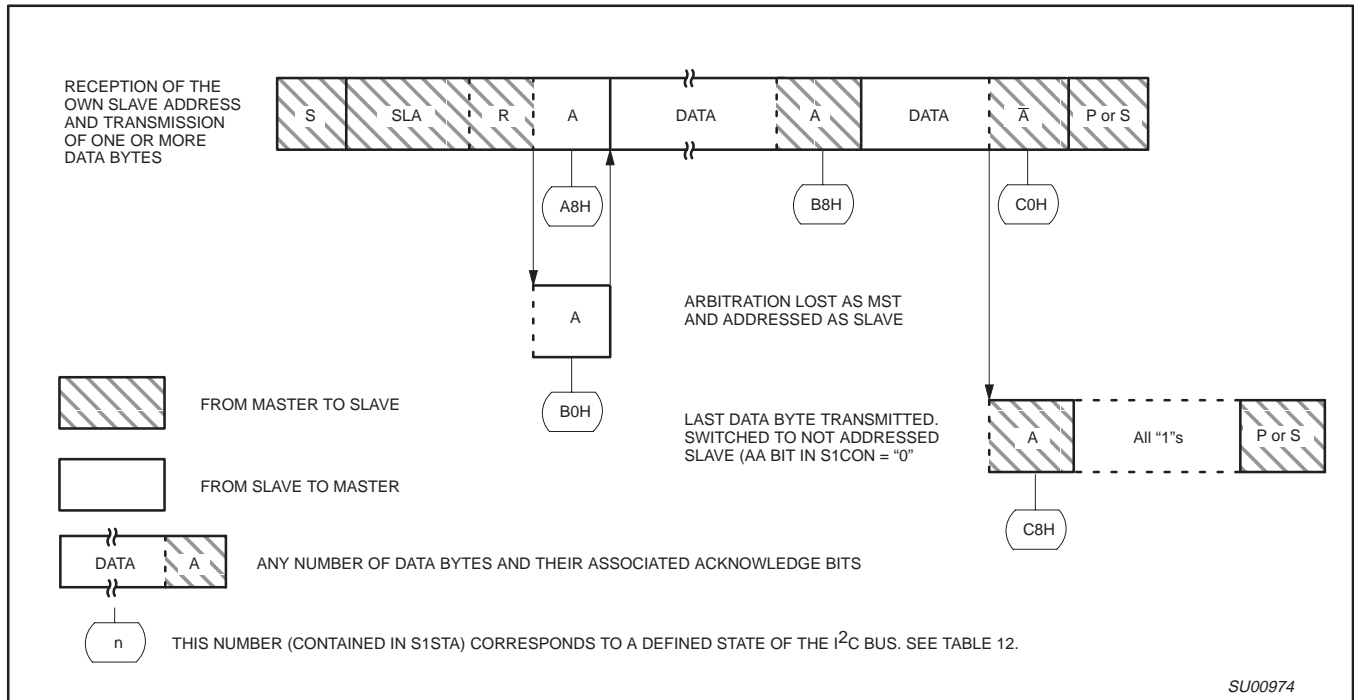 RECEPTION OF THE
OWN SLAVE ADDRESS
AND TRANSMISSION
OF ONE OR MORE
DATA BYTES
S SLA R A DATA A DATA A̅ P or S
A8H B8H C0H
A
ARBITRATION LOST AS MST
AND ADDRESSED AS SLAVE
B0H
FROM MASTER TO SLAVE
LAST DATA BYTE TRANSMITTED.
SWITCHED TO NOT ADDRESSED
SLAVE (AA BIT IN S1CON = “0”
A All “1”s P or S
C8H
FROM SLAVE TO MASTER
DATA A ANY NUMBER OF DATA BYTES AND THEIR ASSOCIATED ACKNOWLEDGE BITS
n THIS NUMBER (CONTAINED IN S1STA) CORRESPONDS TO A DEFINED STATE OF THE I²C BUS. SEE TABLE 12.
SU00974